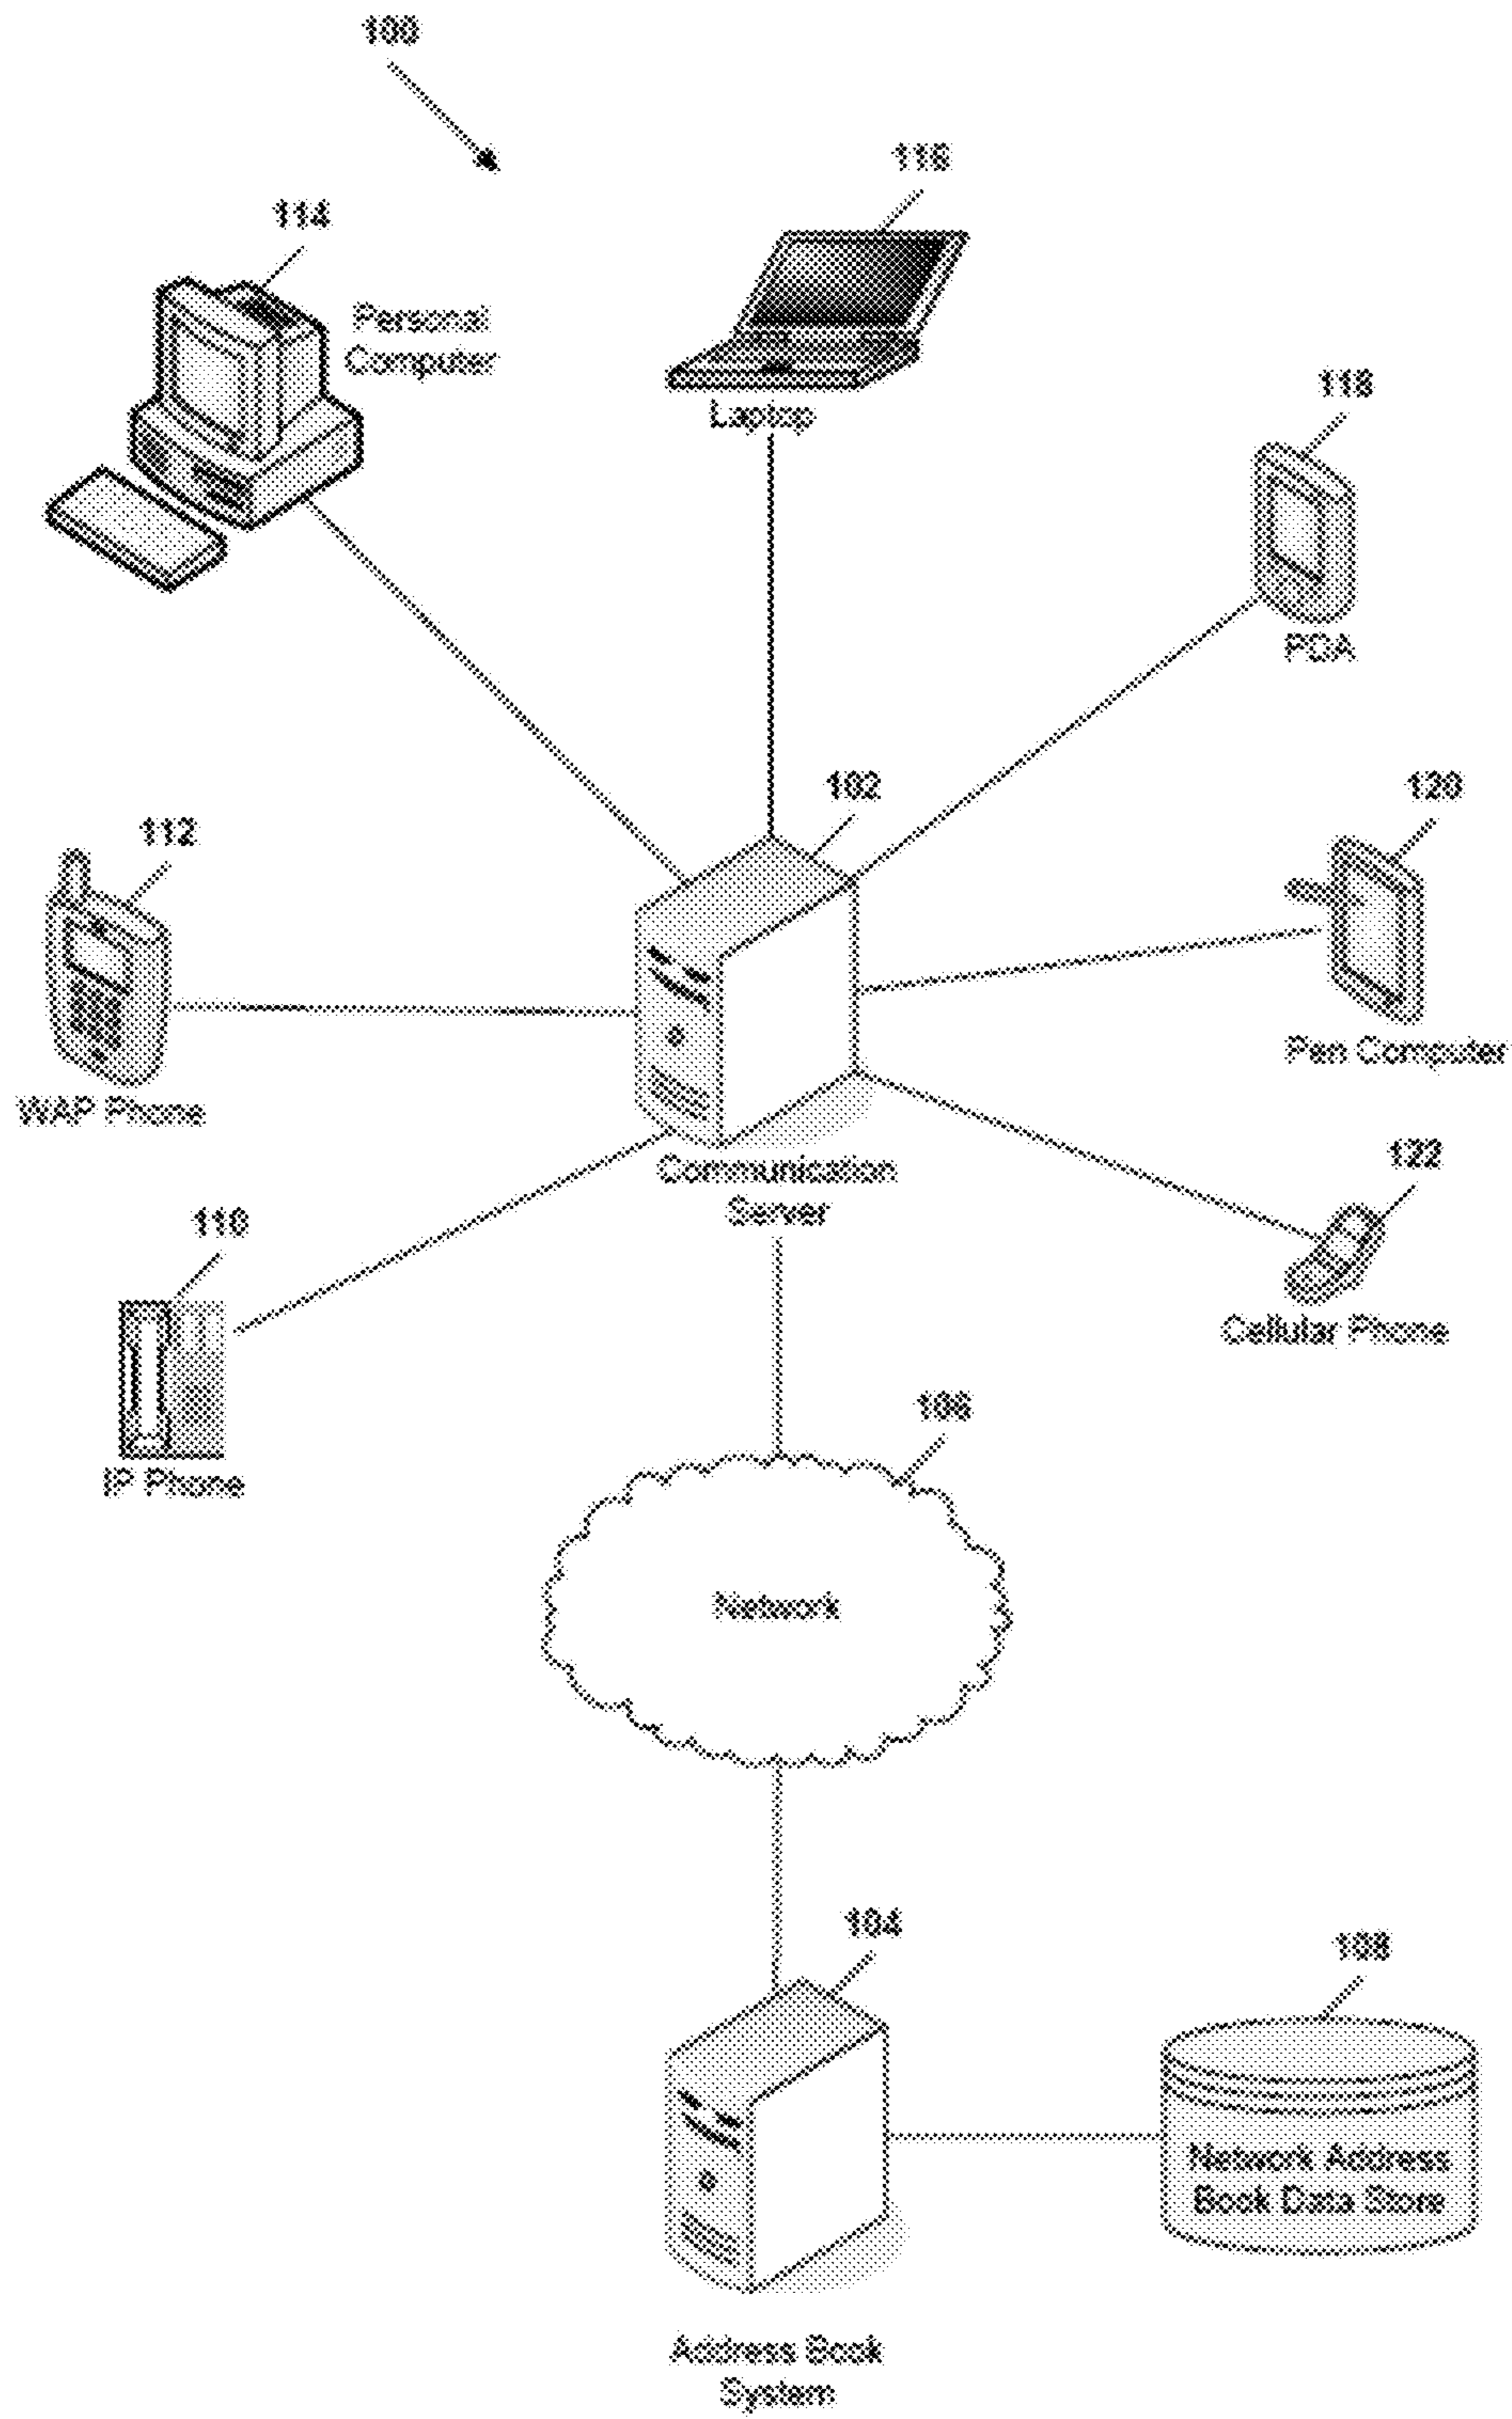 100
116
114
Personal
Computer
Laptop
118
PDA
102
120
112
Pen Computer
WAP Phone
Communication
Server
122
110
Cellular Phone
106
IP Phone
Network
104
108
Network Address
Book Data Store
Address Book
System